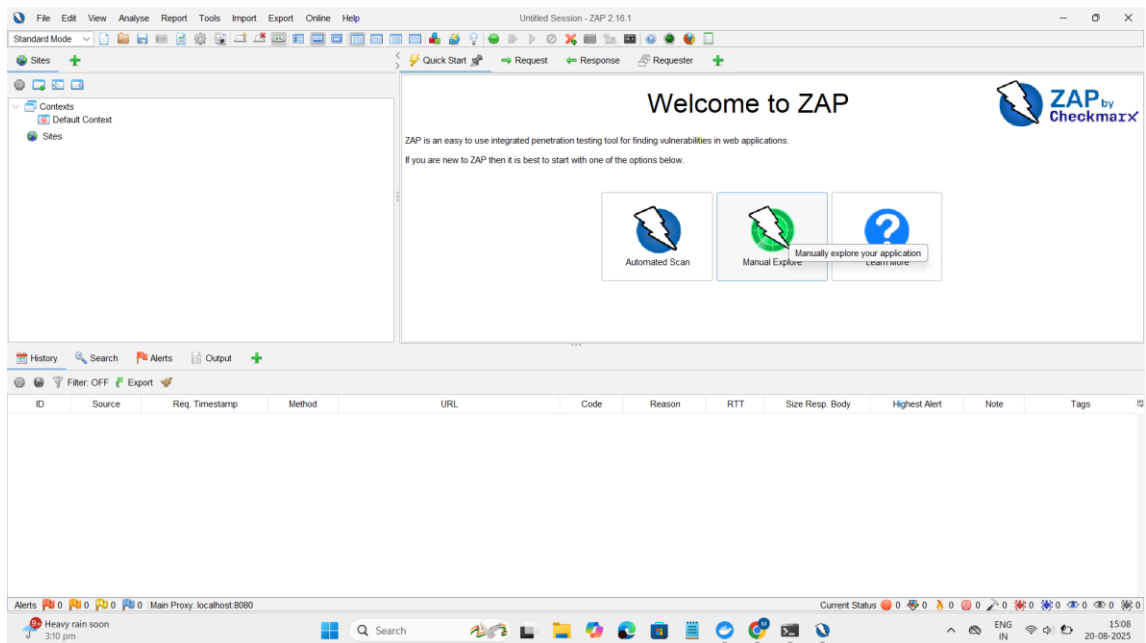 File Edit View Analyse Report Tools Import Export Online Help
Untitled Session - ZAP 2.16.1
Standard Mode
Sites
Quick Start Request Response Requester
Contexts
Default Context
Sites
Welcome to ZAP
ZAP by
Checkmarx
ZAP is an easy to use integrated penetration testing tool for finding vulnerabilities in web applications.
If you are new to ZAP then it is best to start with one of the options below.
Automated Scan
Manual Explore
Learn More
Manually explore your application
History Search Alerts Output
Filter: OFF Export
ID Source Req. Timestamp Method URL Code Reason RTT Size Resp. Body Highest Alert Note Tags
Alerts 0 0 0 0 Main Proxy: localhost:8080
Current Status 0 0 0 0 0 0 0 0 0 0
Heavy rain soon
3:10 pm
Search
ENG
IN
15:08
20-08-2025